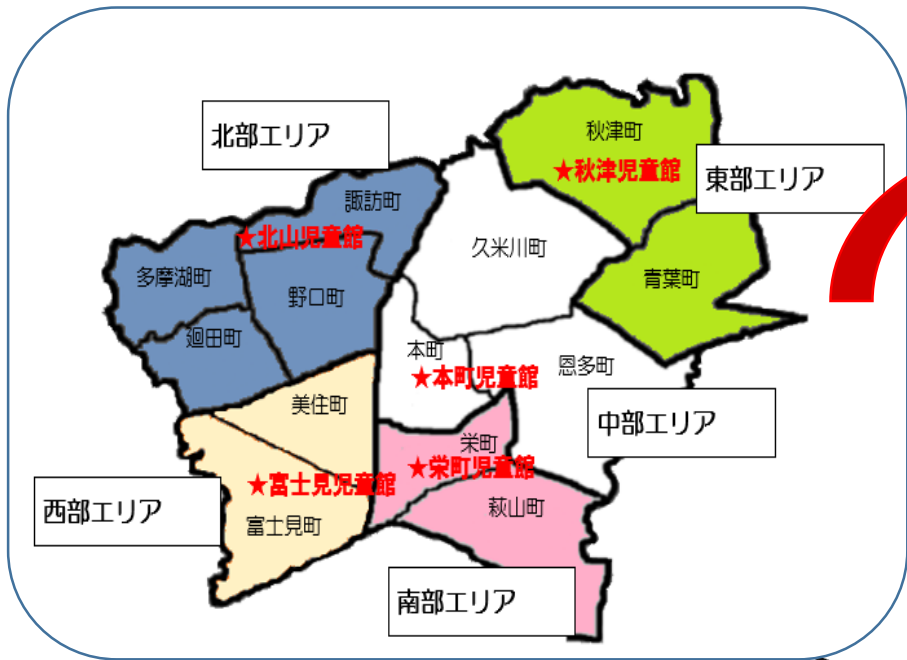 北部エリア
秋津町
★秋津児童館
東部エリア
諏訪町
★北山児童館
久米川町
多摩湖町
野口町
青葉町
廻田町
本町
恩多町
★本町児童館
美住町
中部エリア
栄町
★栄町児童館
★富士見児童館
西部エリア
富士見町
萩山町
南部エリア